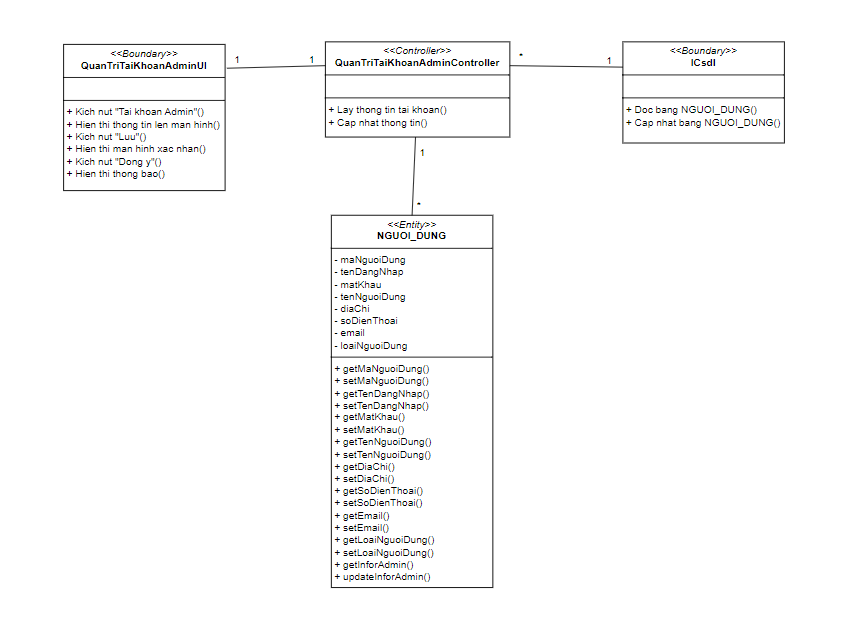 <<Boundary>>
QuanTriTaiKhoanAdminUI
+ Kich nut "Tai khoan Admin"()
+ Hien thi thong tin len man hinh()
+ Kich nut "Luu"()
+ Hien thi man hinh xac nhan()
+ Kich nut "Dong y"()
+ Hien thi thong bao()
1
1
<<Controller>>
QuanTriTaiKhoanAdminController
+ Lay thong tin tai khoan()
+ Cap nhat thong tin()
*
1
<<Boundary>>
ICsdl
+ Doc bang NGUOI_DUNG()
+ Cap nhat bang NGUOI_DUNG()
1
*
<<Entity>>
NGUOI_DUNG
- maNguoiDung
- tenDangNhap
- matKhau
- tenNguoiDung
- diaChi
- soDienThoai
- email
- loaiNguoiDung
+ getMaNguoiDung()
+ setMaNguoiDung()
+ getTenDangNhap()
+ setTenDangNhap()
+ getMatKhau()
+ setMatKhau()
+ getTenNguoiDung()
+ setTenNguoiDung()
+ getDiaChi()
+ setDiaChi()
+ getSoDienThoai()
+ setSoDienThoai()
+ getEmail()
+ setEmail()
+ getLoaiNguoiDung()
+ setLoaiNguoiDung()
+ getInforAdmin()
+ updateInforAdmin()